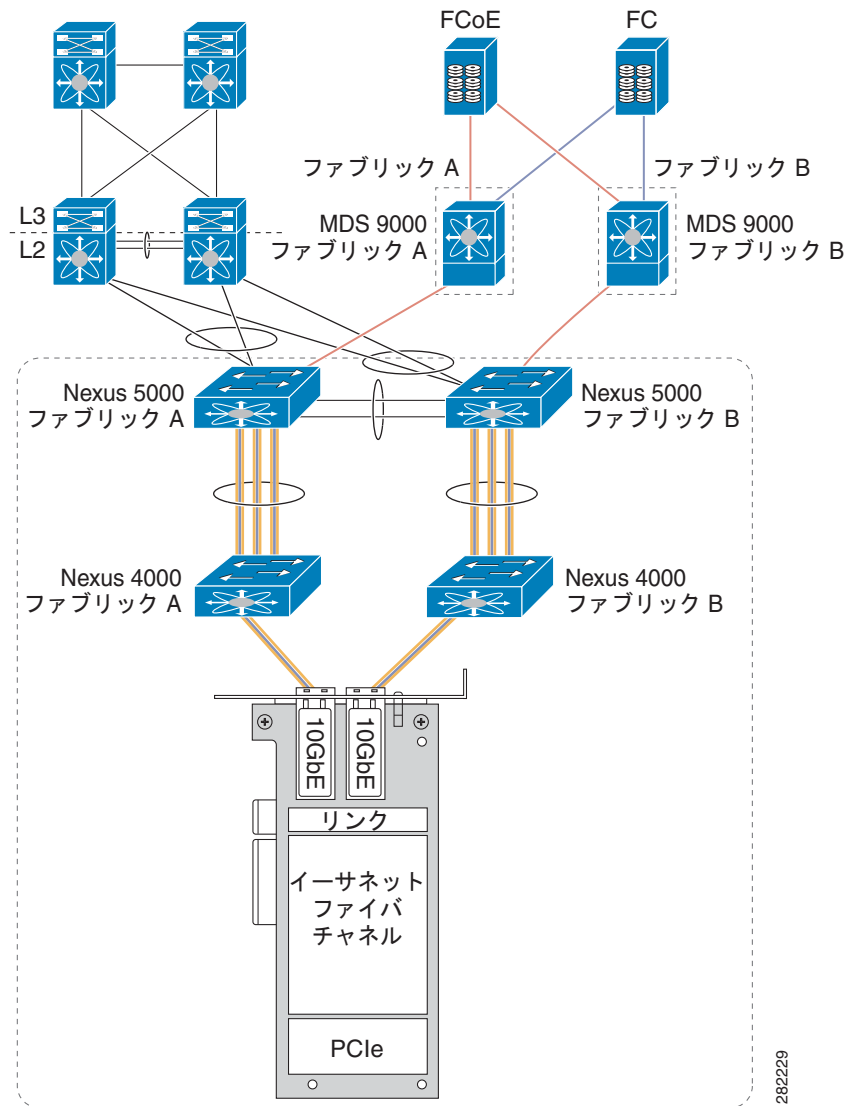 FCoE
FC
ファブリック A
ファブリック B
L3
L2
MDS 9000
ファブリック A
MDS 9000
ファブリック B
Nexus 5000
ファブリック A
Nexus 5000
ファブリック B
Nexus 4000
ファブリック A
Nexus 4000
ファブリック B
10GbE
10GbE
リンク
イーサネット
ファイバ
チャネル
PCIe
282229